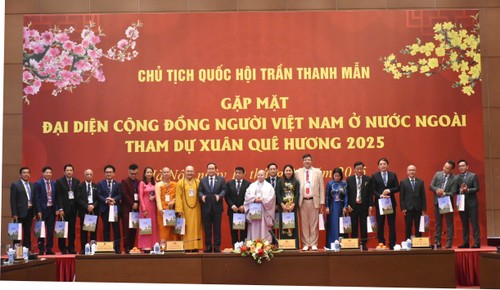 CHỦ TỊCH QUỐC HỘI TRẦN THANH MẪN
GẶP MẶT
ĐẠI DIỆN CỘNG ĐỒNG NGƯỜI VIỆT NAM Ở NƯỚC NGOÀI
THAM DỰ XUÂN QUÊ HƯƠNG 2025